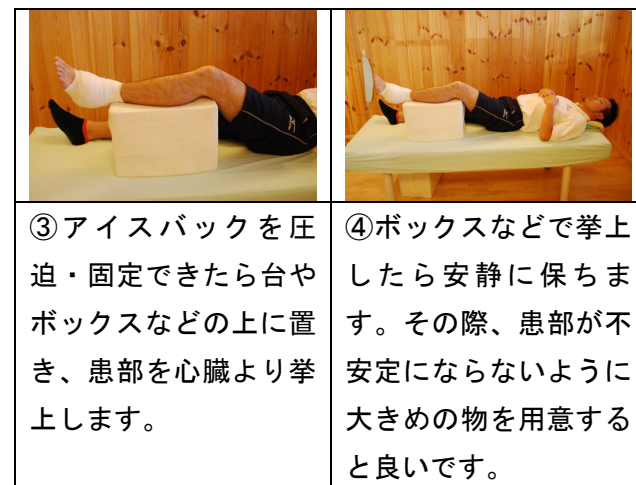 ③アイスバックを圧
迫・固定できたら台や
ボックスなどの上に置
き、患部を心臓より挙
上します。
④ボックスなどで挙上
したら安静に保ちま
す。その際、患部が不
安定にならないように
大きめの物を用意する
と良いです。